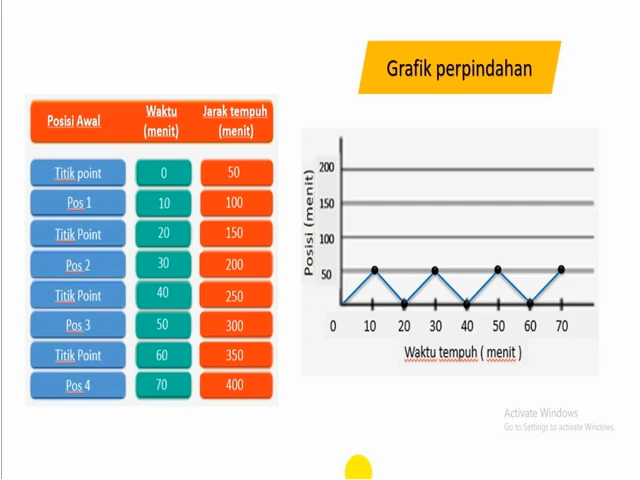 Grafik perpindahan
Posisi Awal Waktu (menit) Jarak tempuh (menit)
Titik point 0 50
Pos 1 10 100
Titik Point 20 150
Pos 2 30 200
Titik Point 40 250
Pos 3 50 300
Titik Point 60 350
Pos 4 70 400
Posisi (menit)
200
150
100
50
0 10 20 30 40 50 60 70
Waktu tempuh ( menit )
Activate Windows
Go to Settings to activate Windows.